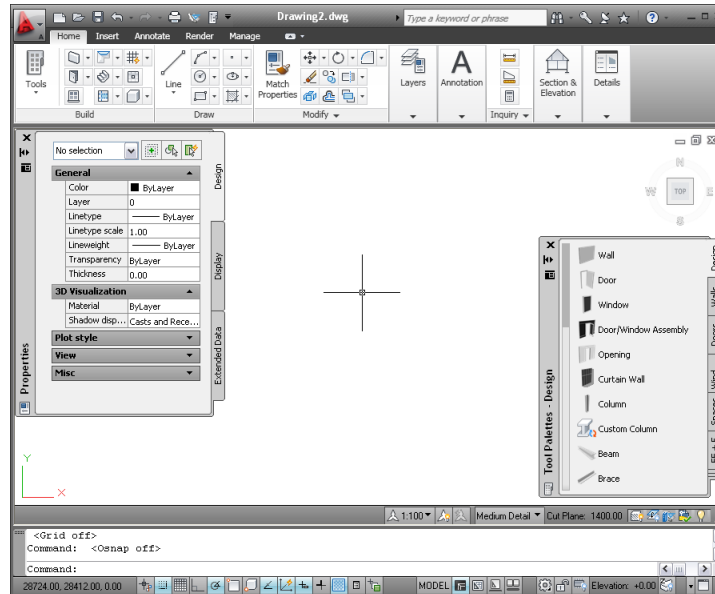 Drawing2.dwg
Type a keyword or phrase
Home Insert Annotate Render Manage
Tools
Line
Match Properties
Layers
Annotation
Section & Elevation
Details
Build
Draw
Modify
Inquiry
No selection
General
Color ByLayer
Layer 0
Linetype ByLayer
Linetype scale 1.00
Lineweight ByLayer
Transparency ByLayer
Thickness 0.00
3D Visualization
Material ByLayer
Shadow disp... Casts and Rece...
Plot style
View
Misc
Design
Display
Extended Data
Properties
N
W TOP
S
Wall
Door
Window
Door/Window Assembly
Opening
Curtain Wall
Column
Custom Column
Beam
Brace
Tool Palettes - Design
Y
X
1:100 Medium Detail Cut Plane: 1400.00
<Grid off>
Command: <Osnap off>
Command:
28724.00, 28412.00, 0.00 MODEL Elevation: +0.00